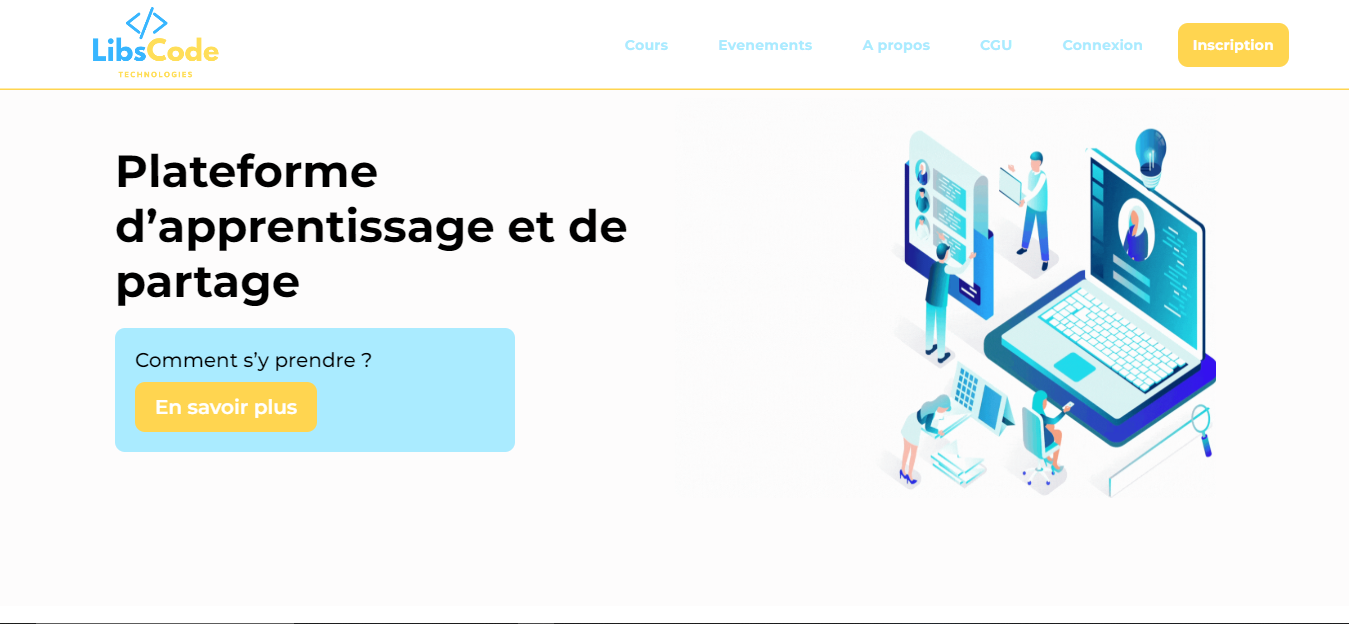 LibsCode
TECHNOLOGIES
Cours
Evenements
A propos
CGU
Connexion
Inscription
Plateforme
d’apprentissage et de
partage
Comment s’y prendre ?
En savoir plus